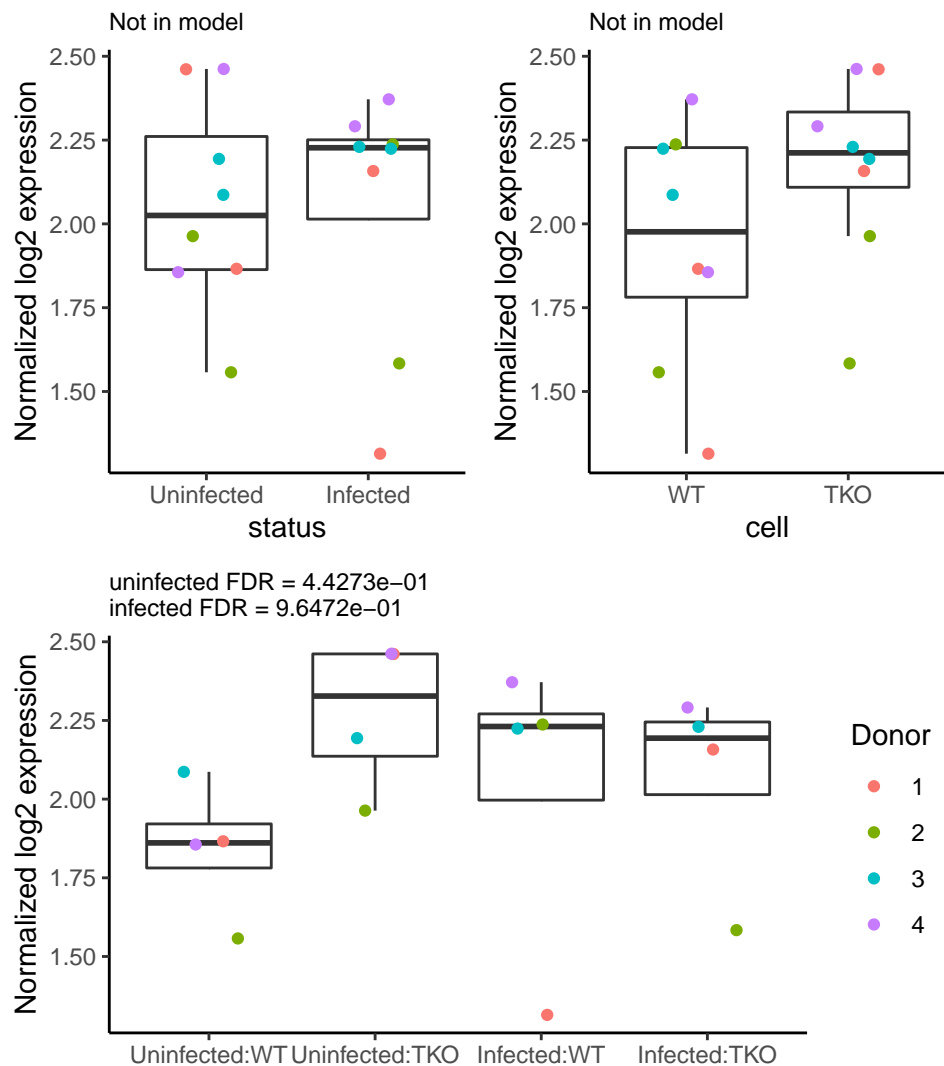 Not in model
Normalized log2 expression
2.50
2.25
2.00
1.75
1.50
Uninfected
Infected
status
Not in model
Normalized log2 expression
2.50
2.25
2.00
1.75
1.50
WT
TKO
cell
uninfected FDR = 4.4273e−01
infected FDR = 9.6472e−01
Normalized log2 expression
2.50
2.25
2.00
1.75
1.50
Uninfected:WT
Uninfected:TKO
Infected:WT
Infected:TKO
Donor
1
2
3
4